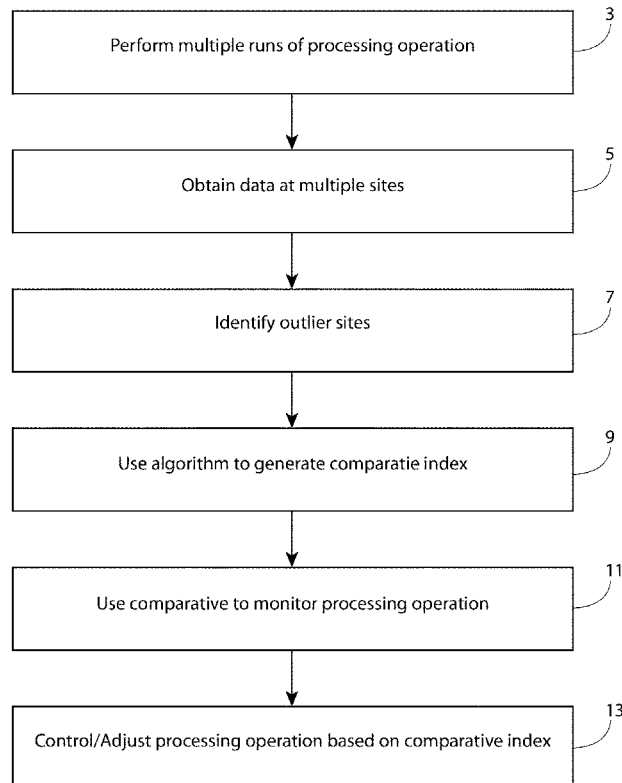 3
Perform multiple runs of processing operation
5
Obtain data at multiple sites
7
Identify outlier sites
9
Use algorithm to generate comparatie index
11
Use comparative to monitor processing operation
13
Control/Adjust processing operation based on comparative index